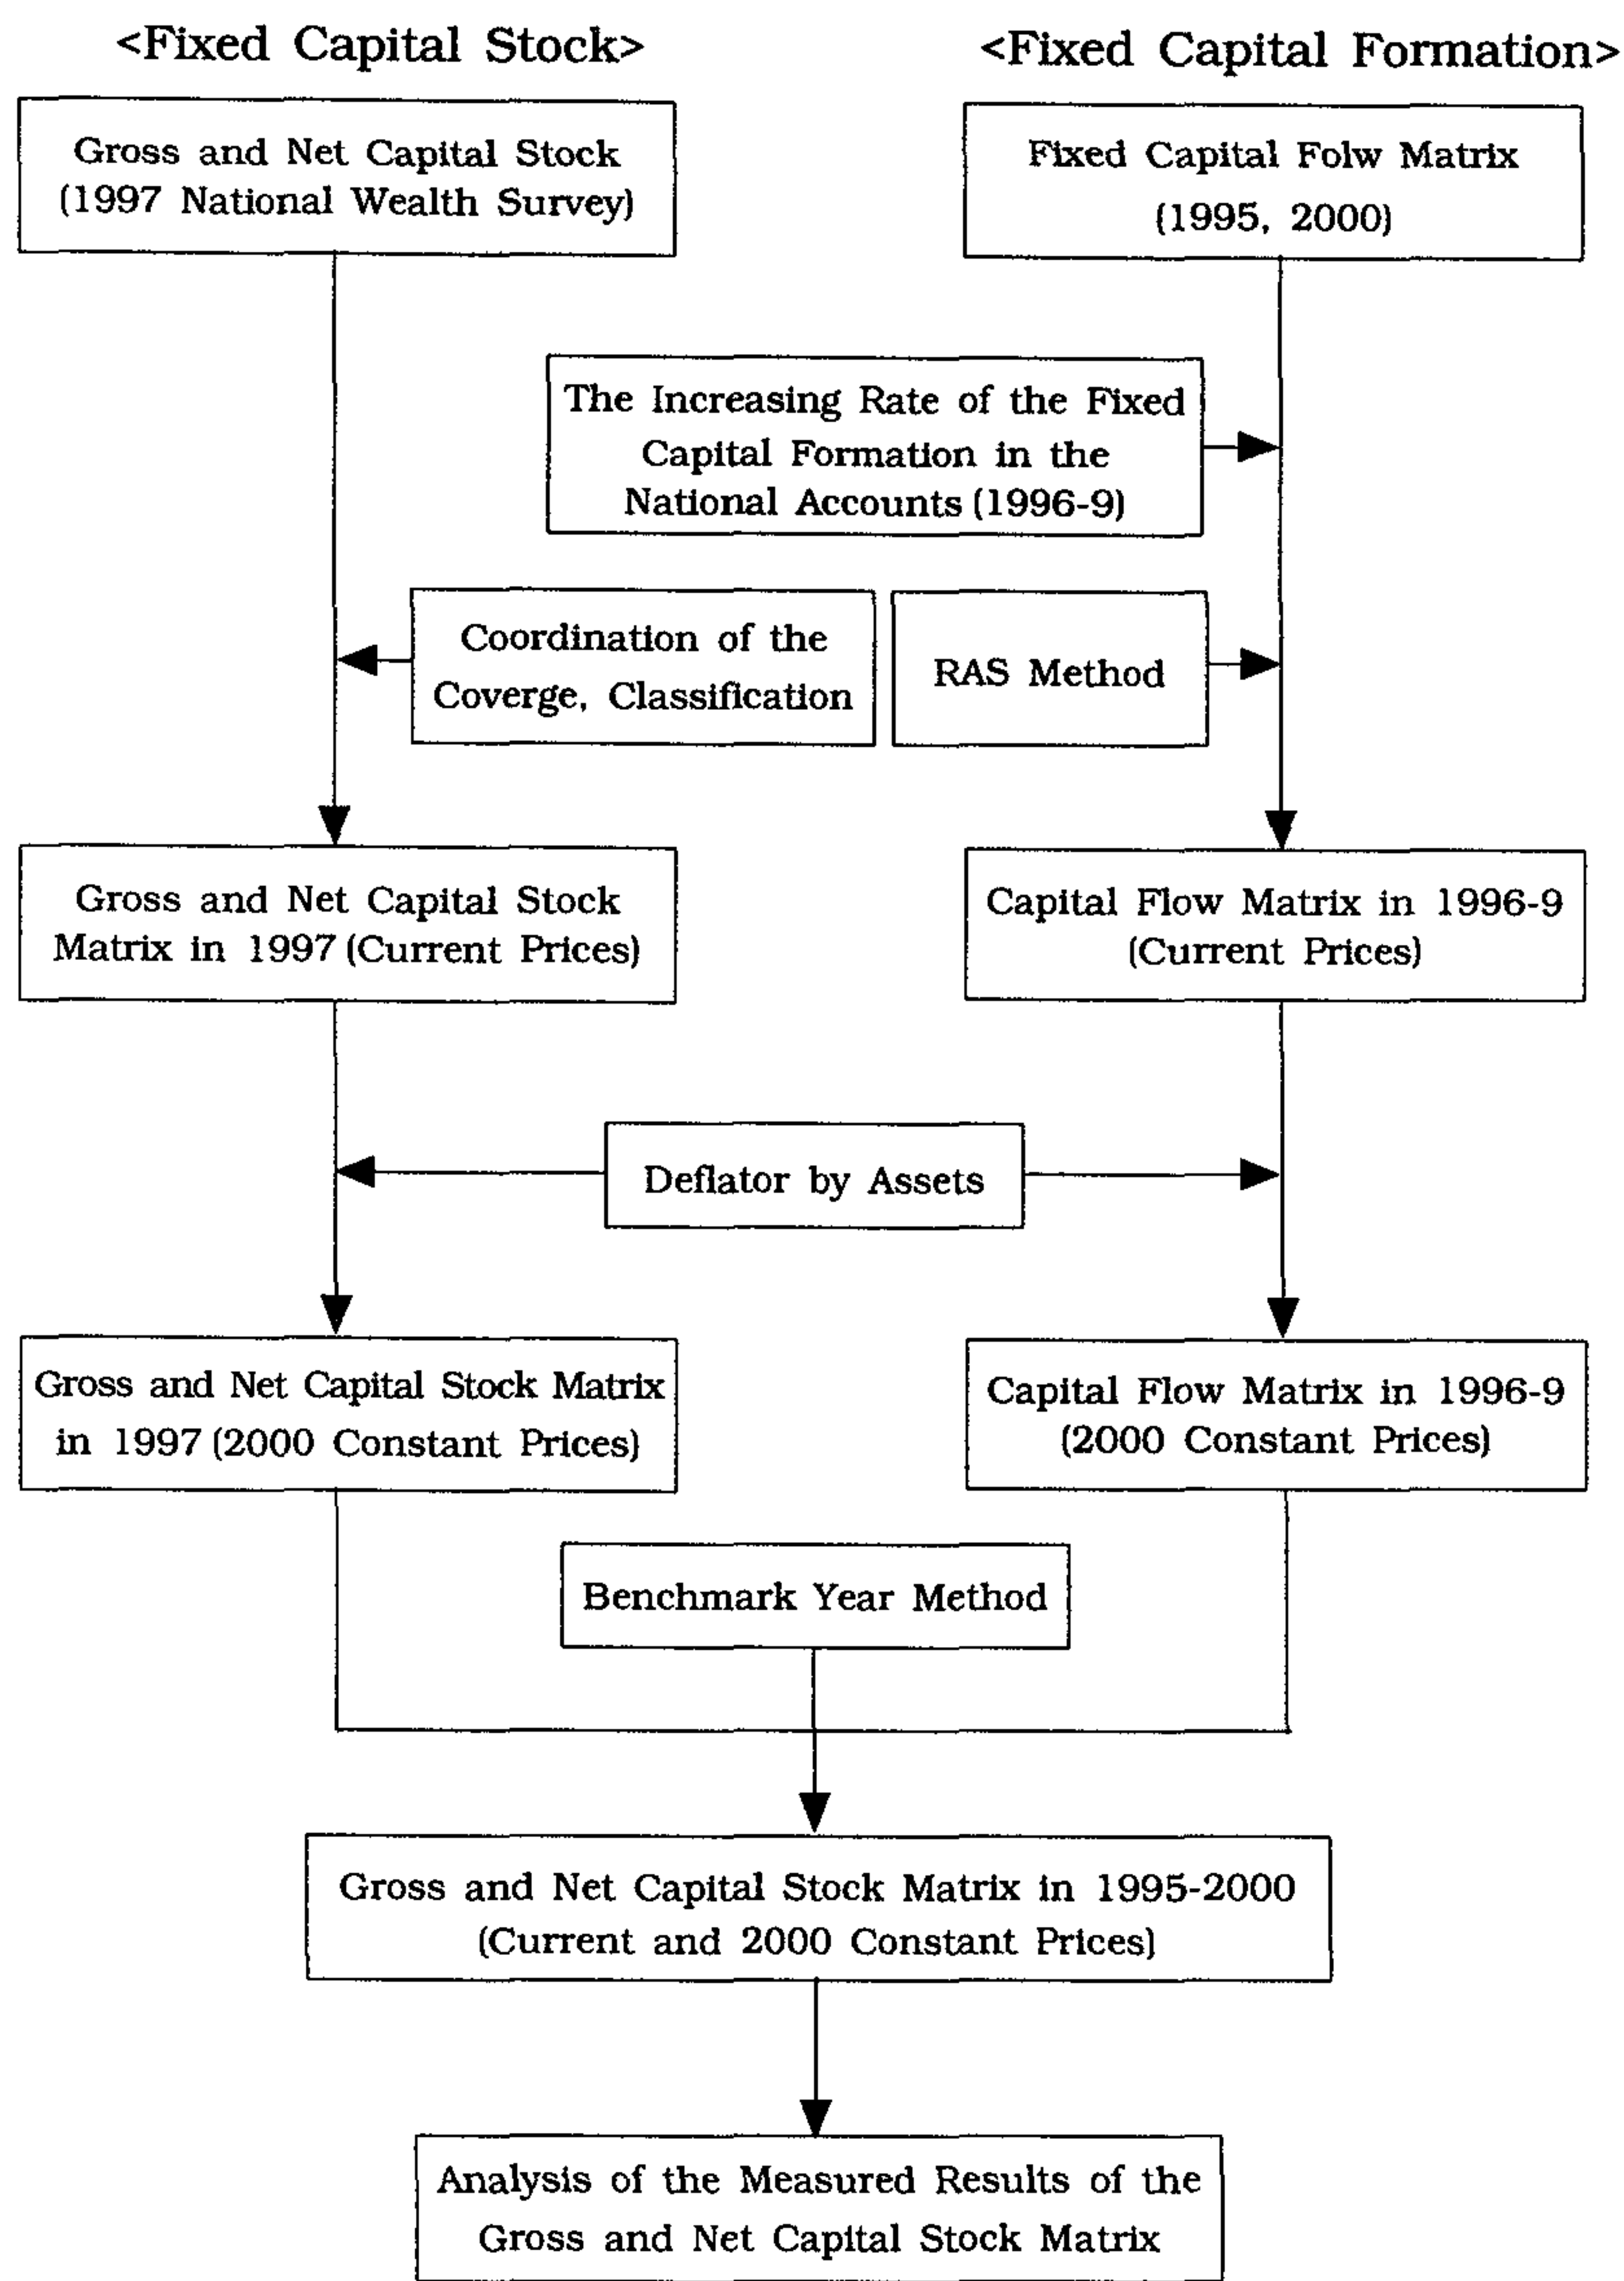 <Fixed Capital Stock>
<Fixed Capital Formation>
Gross and Net Capital Stock
(1997 National Wealth Survey)
Fixed Capital Folw Matrix
(1995, 2000)
The Increasing Rate of the Fixed
Capital Formation in the
National Accounts (1996-9)
Coordination of the
Coverge, Classification
RAS Method
Gross and Net Capital Stock
Matrix in 1997 (Current Prices)
Capital Flow Matrix in 1996-9
(Current Prices)
Deflator by Assets
Gross and Net Capital Stock Matrix
in 1997 (2000 Constant Prices)
Capital Flow Matrix in 1996-9
(2000 Constant Prices)
Benchmark Year Method
Gross and Net Capital Stock Matrix in 1995-2000
(Current and 2000 Constant Prices)
Analysis of the Measured Results of the
Gross and Net Capital Stock Matrix